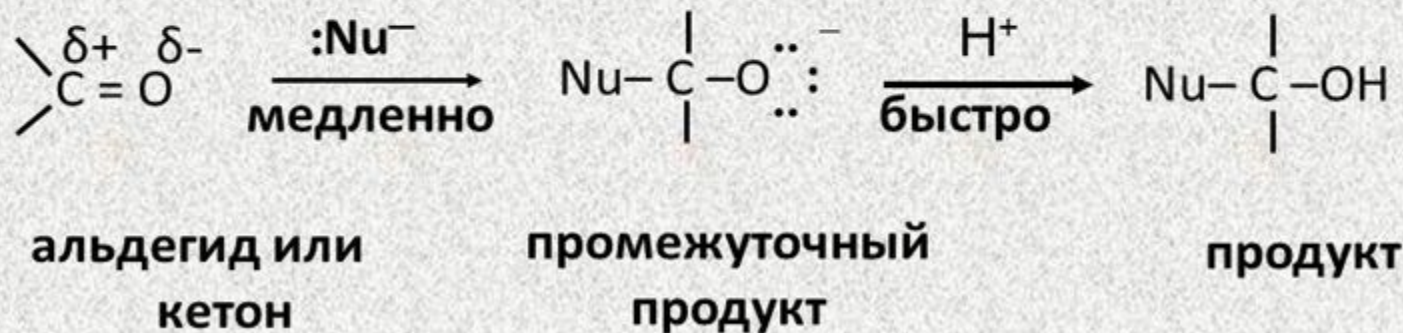 δ+ δ-
C = O
:Nu⁻
медленно
Nu– C –O:⁻
H⁺
быстро
Nu– C –OH
альдегид или
кетон
промежуточный
продукт
продукт